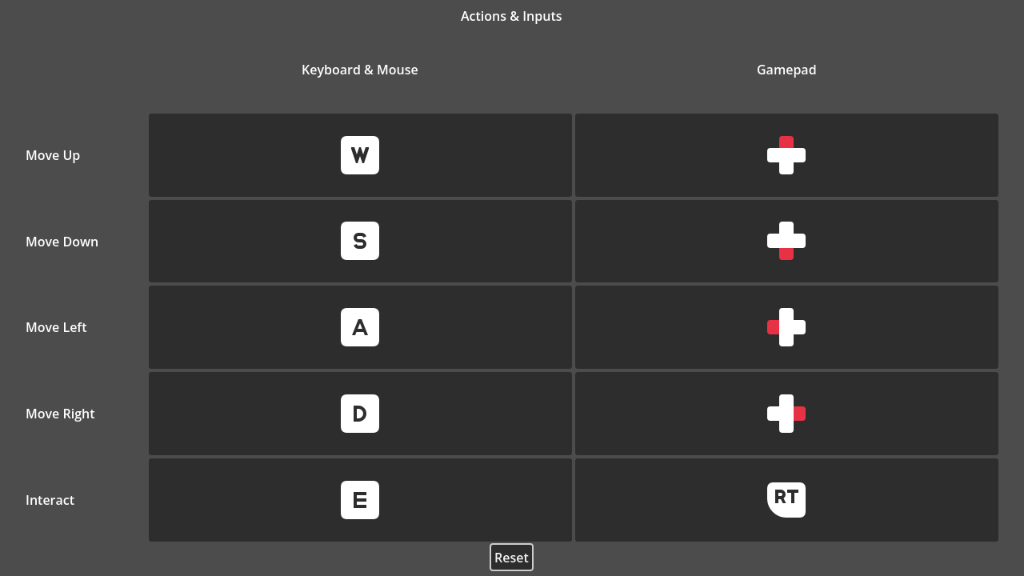 Actions & Inputs
Keyboard & Mouse Gamepad
Move Up W
Move Down S
Move Left A
Move Right D
Interact E RT
Reset